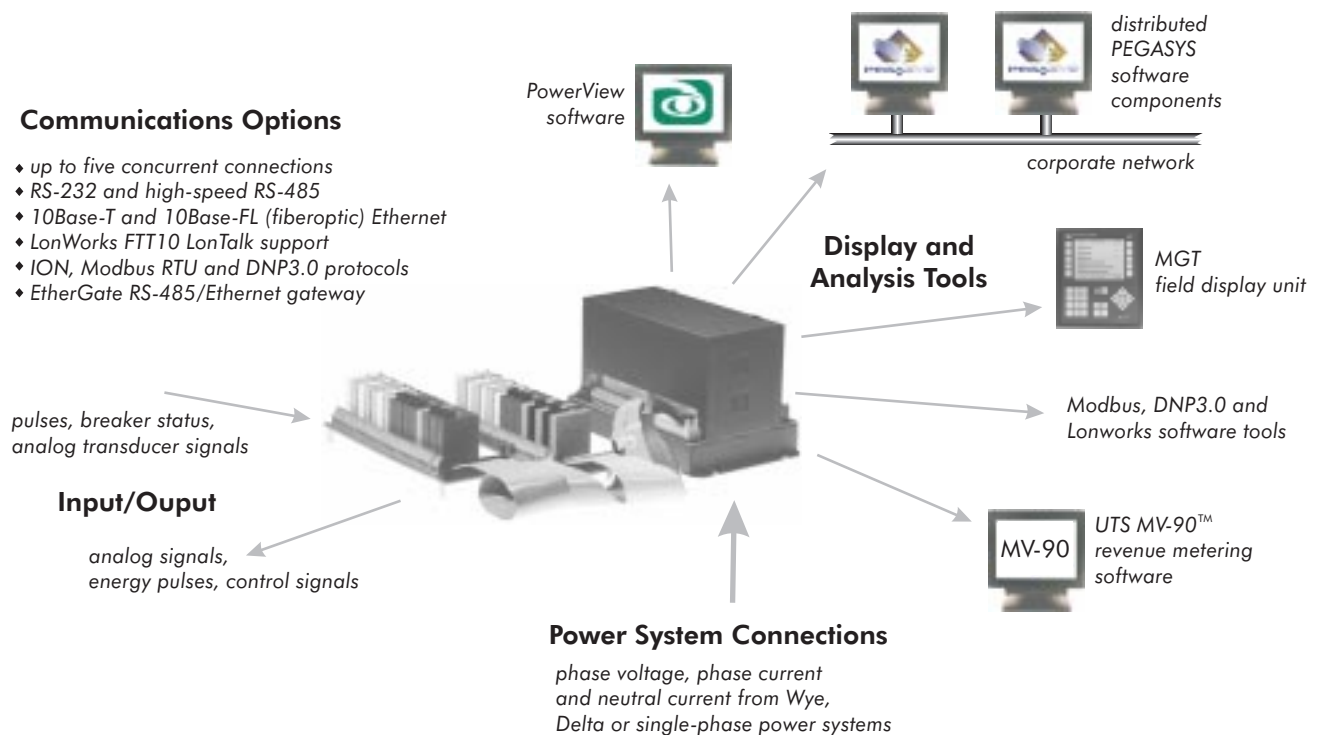 PowerView
software
distributed
PEGASYS
software
components
corporate network
Communications Options
up to five concurrent connections
RS-232 and high-speed RS-485
10Base-T and 10Base-FL (fiberoptic) Ethernet
LonWorks FTT10 LonTalk support
ION, Modbus RTU and DNP3.0 protocols
EtherGate RS-485/Ethernet gateway
Display and
Analysis Tools
MGT
field display unit
pulses, breaker status,
analog transducer signals
Modbus, DNP3.0 and
Lonworks software tools
Input/Ouput
analog signals,
energy pulses, control signals
MV-90
UTS MV-90™
revenue metering
software
Power System Connections
phase voltage, phase current
and neutral current from Wye,
Delta or single-phase power systems